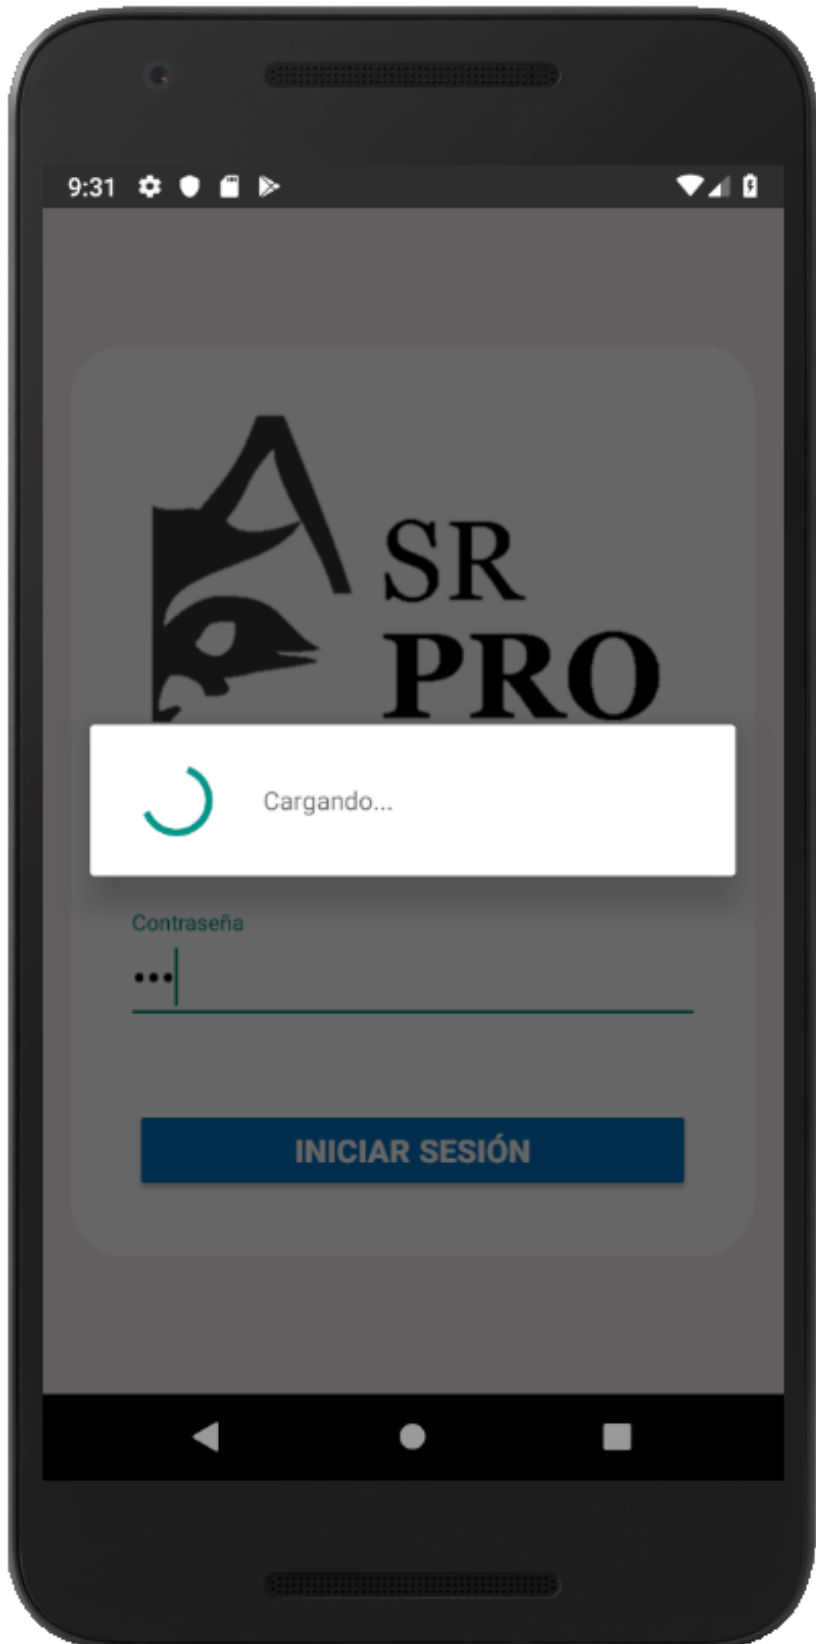 9:31
SR
PRO
Cargando...
Contraseña
INICIAR SESIÓN